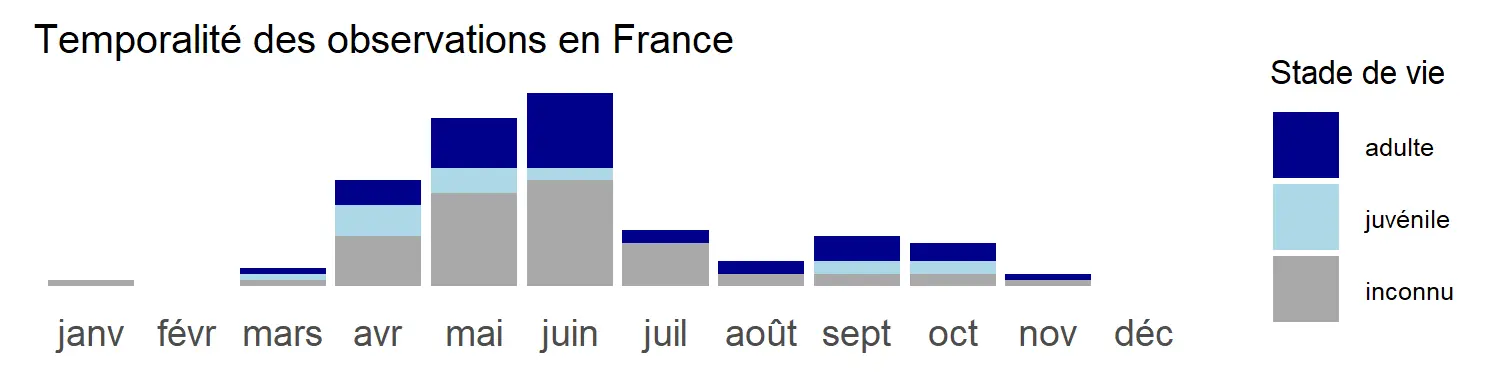 Temporalité des observations en France
Stade de vie
adulte
juvénile
inconnu
janv févr mars avr mai juin juil août sept oct nov déc